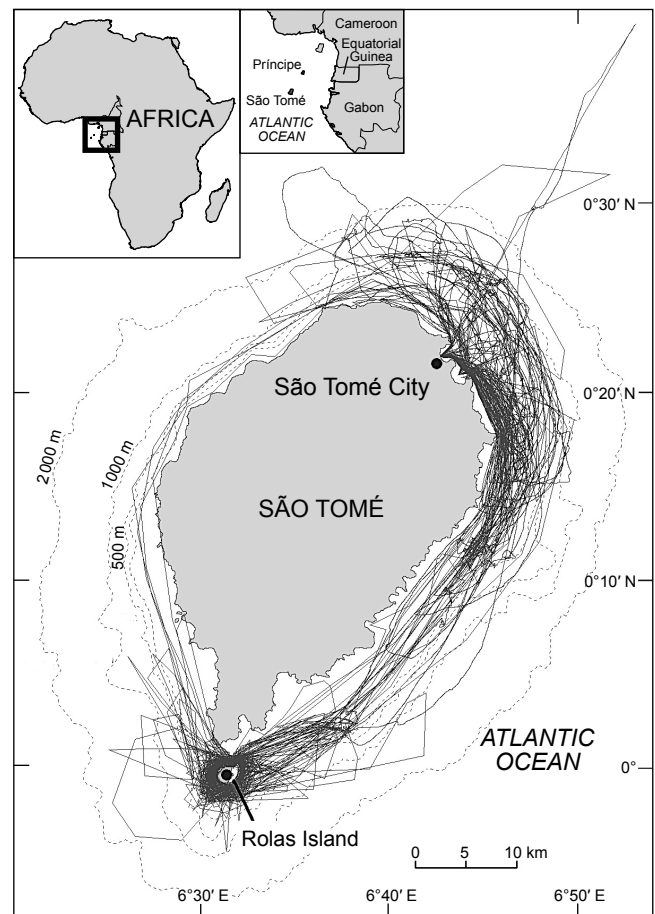 Cameroon
Equatorial
Guinea
Príncipe
São Tomé
Gabon
ATLANTIC
OCEAN
AFRICA
0°30′ N
São Tomé City
0°20′ N
2000 m
1000 m
500 m
SÃO TOMÉ
0°10′ N
ATLANTIC
OCEAN
0°
Rolas Island
0 5 10 km
6°30′ E
6°40′ E
6°50′ E